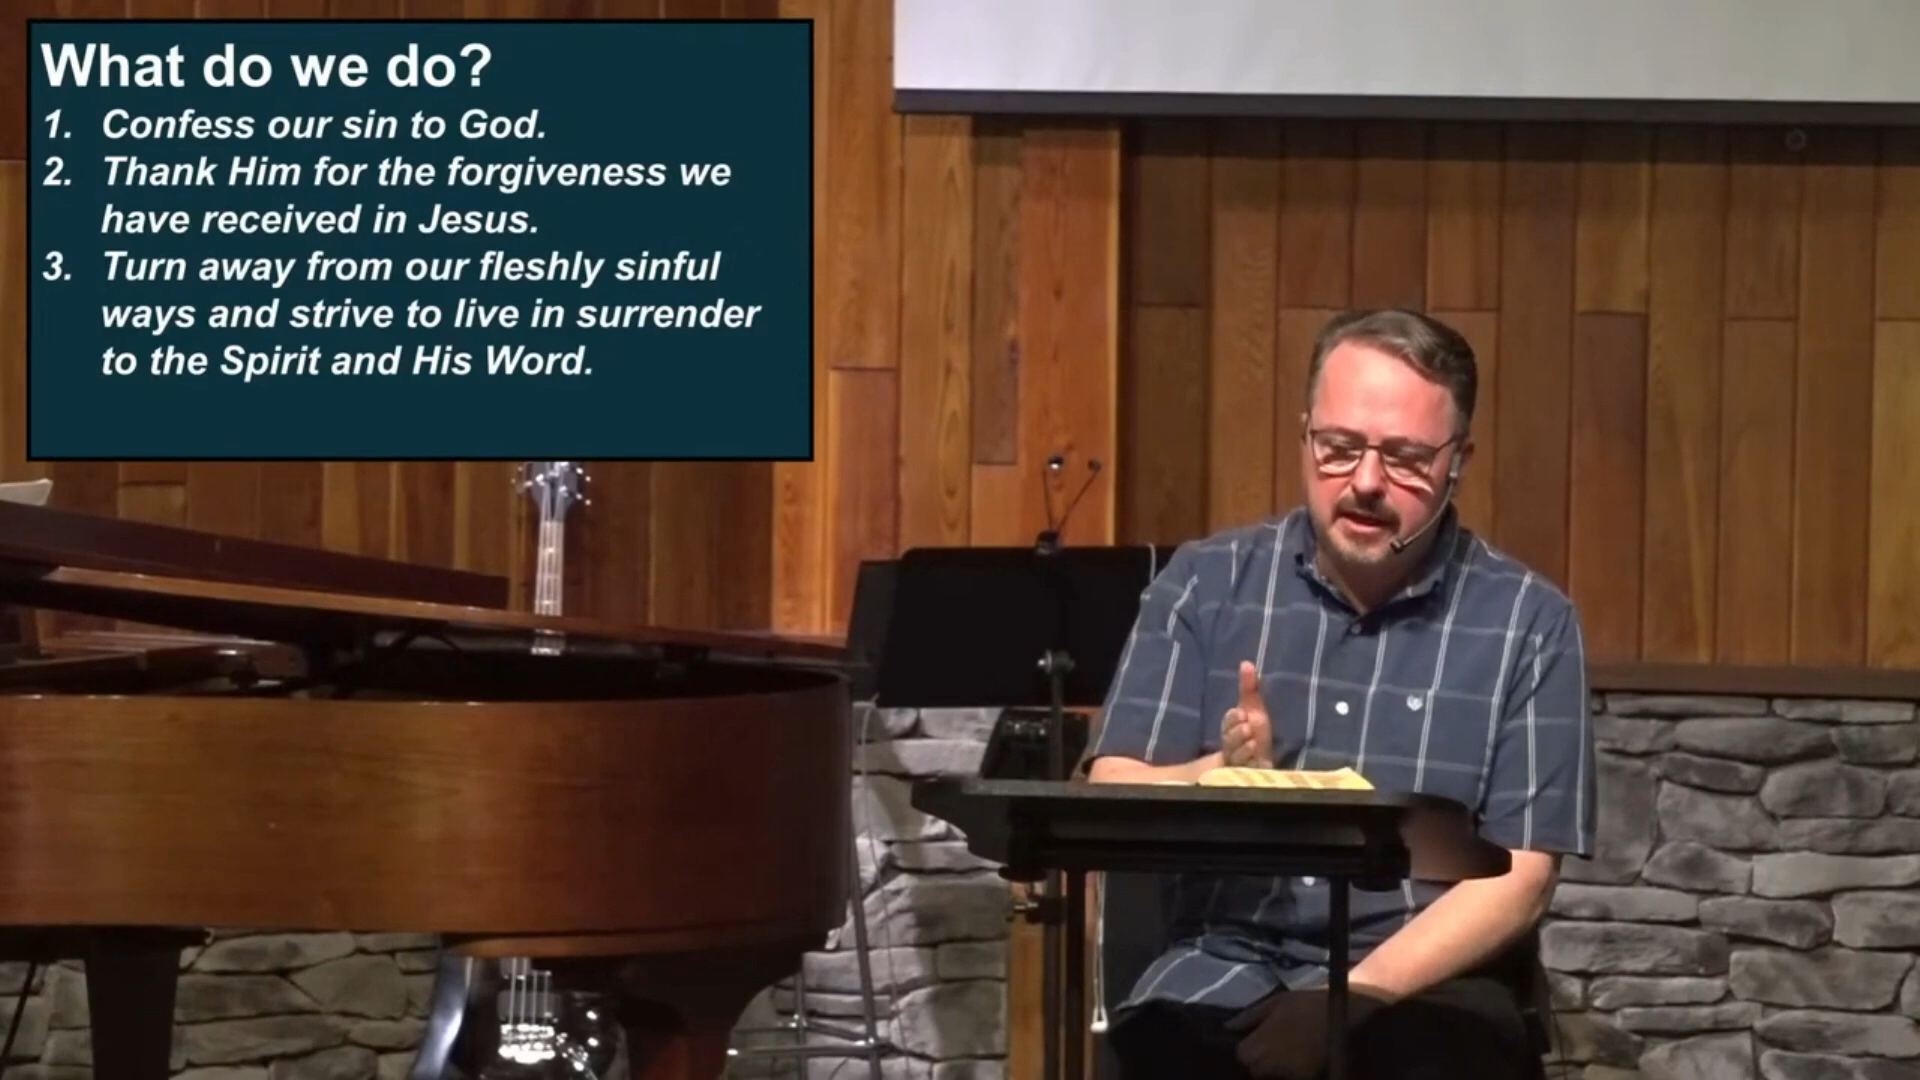 What do we do?
1. Confess our sin to God.
2. Thank Him for the forgiveness we
have received in Jesus.
3. Turn away from our fleshly sinful
ways and strive to live in surrender
to the Spirit and His Word.